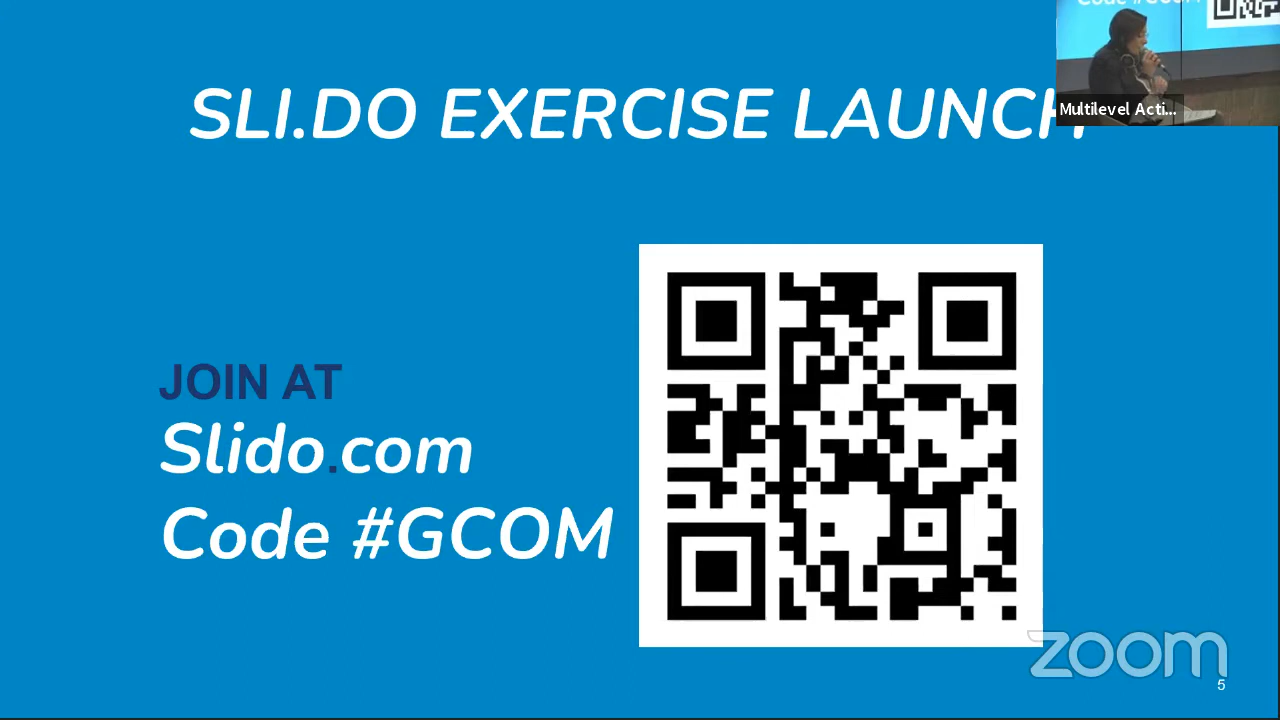 SLI.DO EXERCISE LAUNCH
Multilevel Acti...
JOIN AT
Slido.com
Code #GCOM
zoom
5